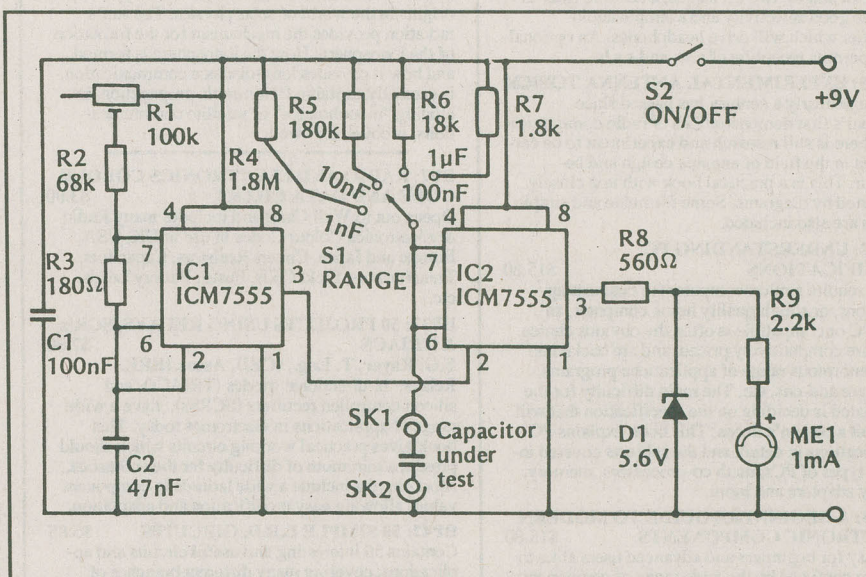 R1
100k
R2
68k
R3
180Ω
C1
100nF
C2
47nF
R4
1.8M
R5
180k
R6
18k
R7
1.8k
S2
ON/OFF
+9V
1µF
100nF
10nF
1nF
S1
RANGE
4
8
7
3
6
2
1
IC1
ICM7555
4
8
7
3
6
2
IC2
ICM7555
R8
560Ω
R9
2.2k
D1
5.6V
+
ME1
1mA
SK1
SK2
Capacitor
under
test